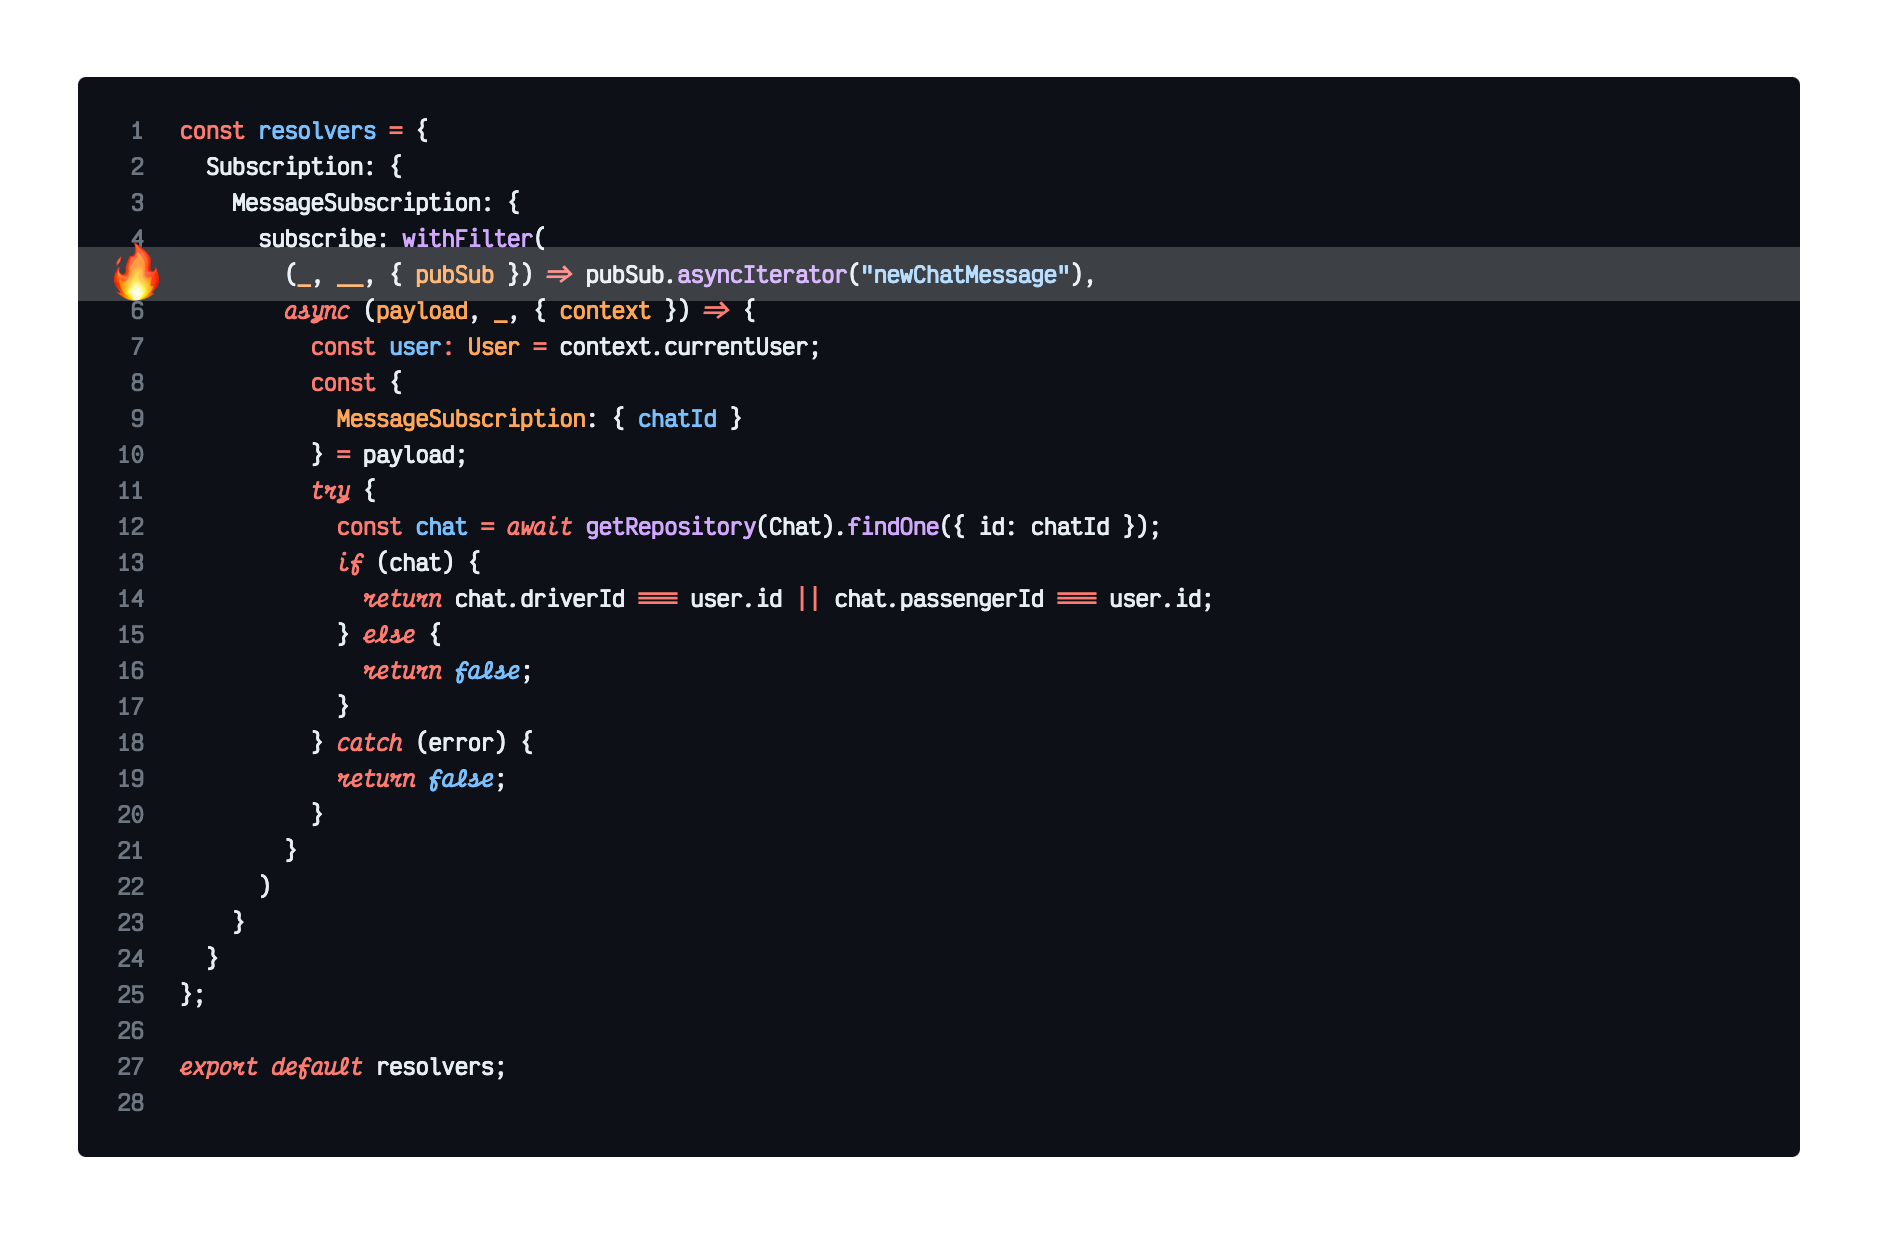 1 const resolvers = {
2 Subscription: {
3 MessageSubscription: {
4 subscribe: withFilter(
(_, __, { pubSub }) => pubSub.asyncIterator("newChatMessage"),
6 async (payload, _, { context }) => {
7 const user: User = context.currentUser;
8 const {
9 MessageSubscription: { chatId }
10 } = payload;
11 try {
12 const chat = await getRepository(Chat).findOne({ id: chatId });
13 if (chat) {
14 return chat.driverId === user.id || chat.passengerId === user.id;
15 } else {
16 return false;
17 }
18 } catch (error) {
19 return false;
20 }
21 }
22 )
23 }
24 }
25 };
26
27 export default resolvers;
28